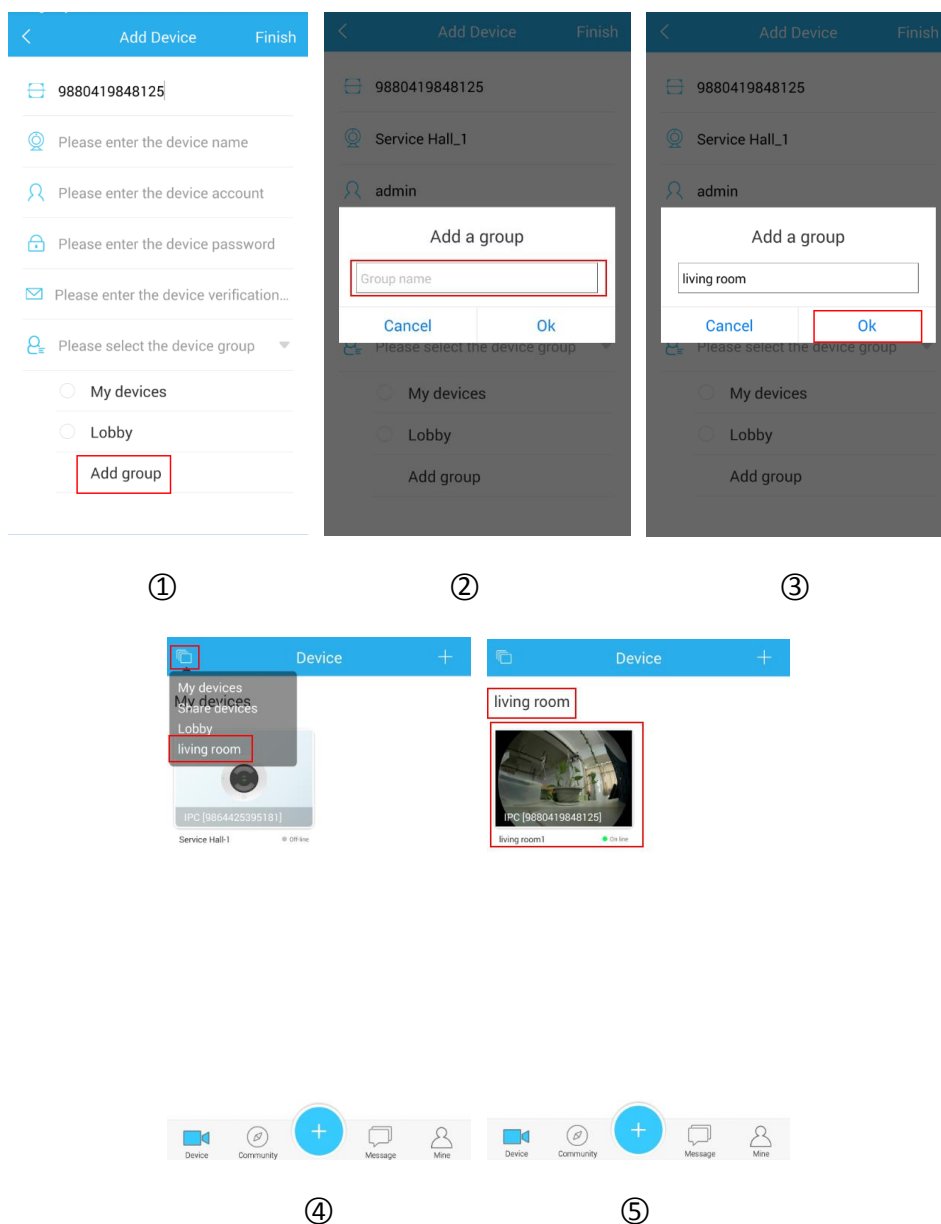 Add Device Finish
9880419848125
Please enter the device name
Please enter the device account
Please enter the device password
Please enter the device verification...
Please select the device group
My devices
Lobby
Add group
Add Device Finish
9880419848125
Service Hall_1
admin
Add a group
Group name
Cancel Ok
Please select the device group
My devices
Lobby
Add group
Add Device Finish
9880419848125
Service Hall_1
admin
Add a group
living room
Cancel Ok
Please select the device group
My devices
Lobby
Add group
① ② ③
Device
My devices
My devices
Share devices
Lobby
living room
IPC [9864425395181]
Service Hall-1 Off-line
Device Community Message Mine
Device
living room
IPC [9880419848125]
living room1 On line
Device Community Message Mine
④ ⑤